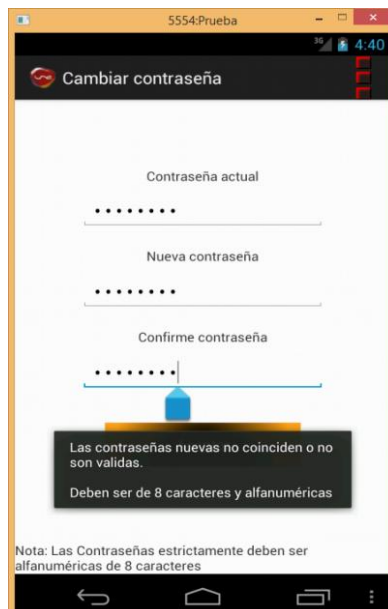 5554:Prueba
3G 4:40
Cambiar contraseña
Contraseña actual
Nueva contraseña
Confirme contraseña
Las contraseñas nuevas no coinciden o no
son validas.
Deben ser de 8 caracteres y alfanuméricas
Nota: Las Contraseñas estrictamente deben ser
alfanuméricas de 8 caracteres